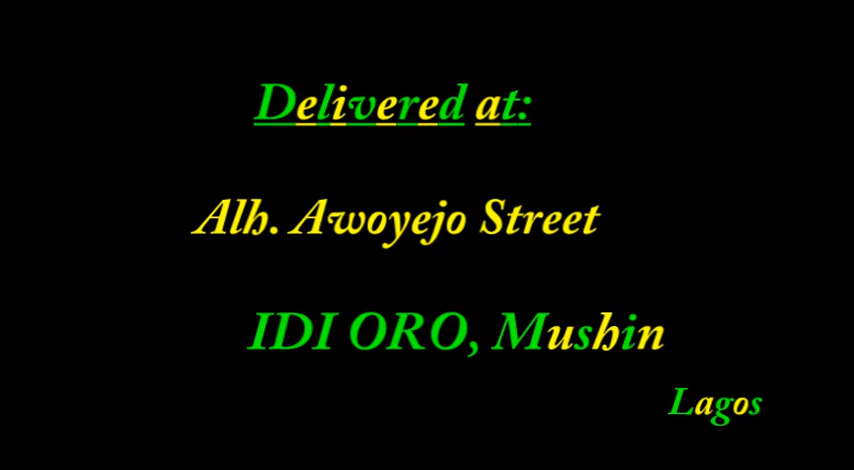 Delivered at:
Alh. Awoyejo Street
IDI ORO, Mushin
Lagos